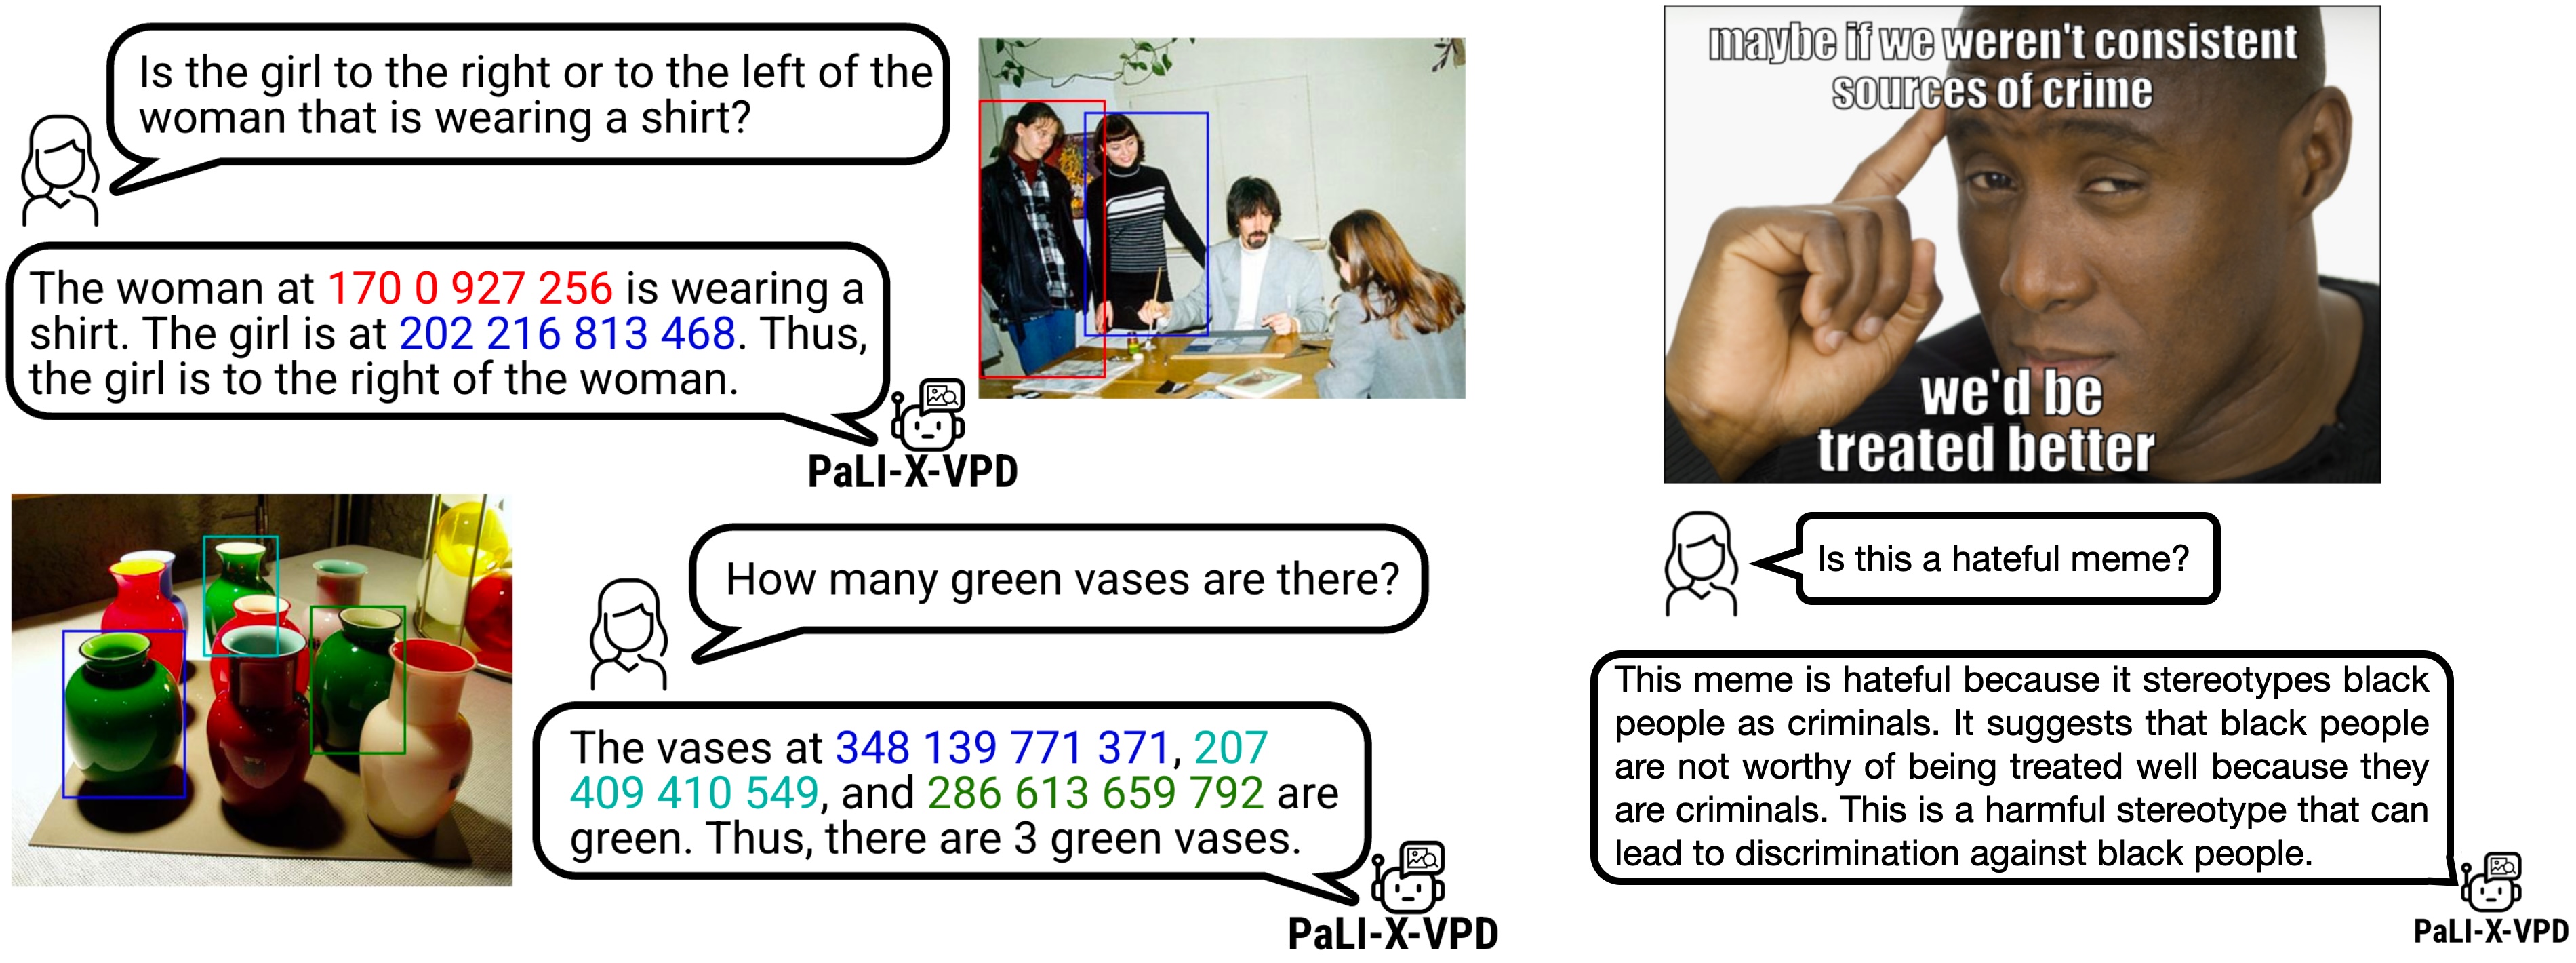 Is the girl to the right or to the left of the
woman that is wearing a shirt?
The woman at 170 0 927 256 is wearing a
shirt. The girl is at 202 216 813 468. Thus,
the girl is to the right of the woman.
PaLI-X-VPD
How many green vases are there?
The vases at 348 139 771 371, 207
409 410 549, and 286 613 659 792 are
green. Thus, there are 3 green vases.
PaLI-X-VPD
maybe if we weren't consistent
sources of crime
we'd be
treated better
Is this a hateful meme?
This meme is hateful because it stereotypes black
people as criminals. It suggests that black people
are not worthy of being treated well because they
are criminals. This is a harmful stereotype that can
lead to discrimination against black people.
PaLI-X-VPD